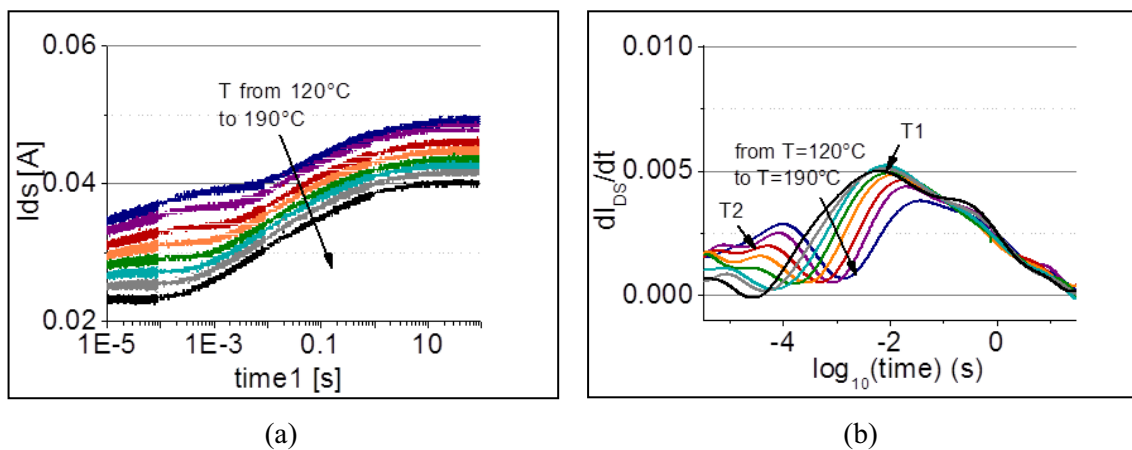 0.06
T from 120°C
to 190°C
Ids [A]
0.04
0.02
1E-5
1E-3
0.1
10
time1 [s]
(a)
0.010
T1
from T=120°C
to T=190°C
T2
dI_DS/dt
0.005
0.000
-4
-2
0
log₁₀(time) (s)
(b)